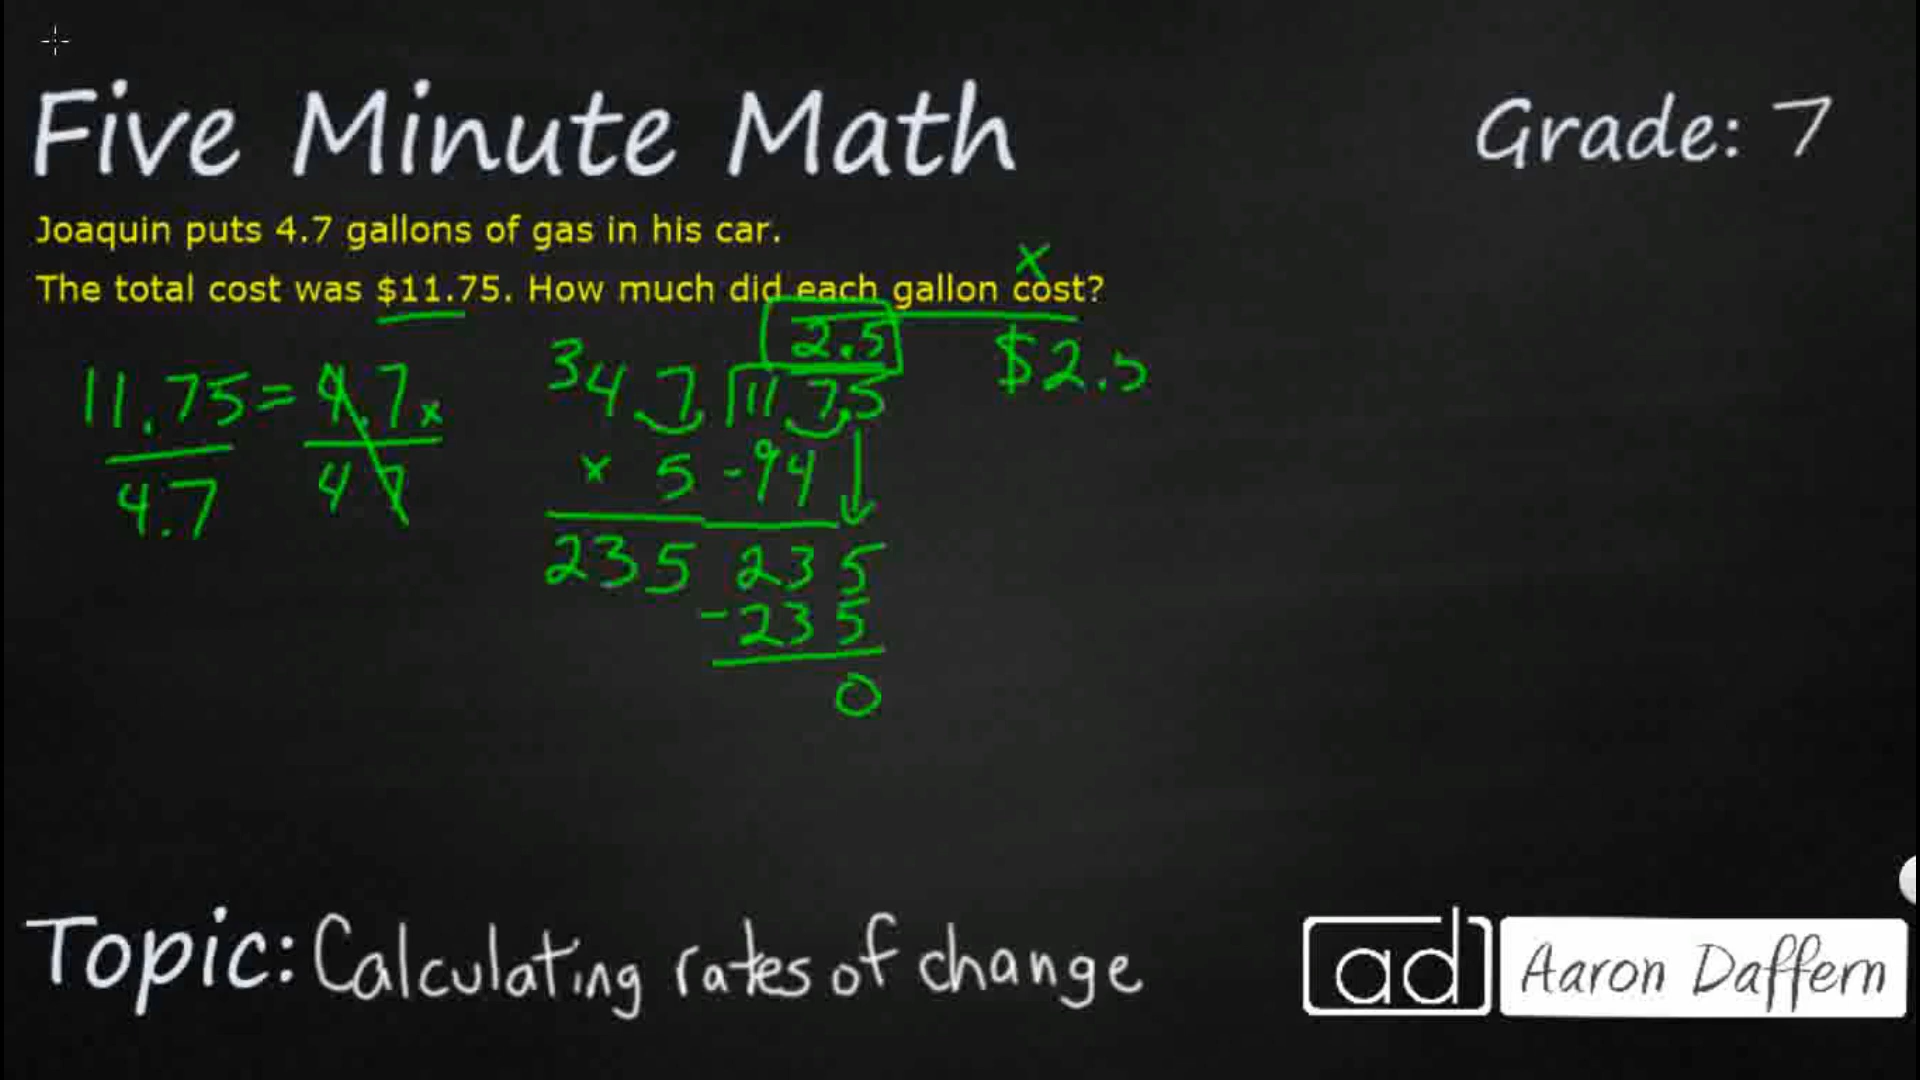 Five Minute Math
Grade: 7
Joaquin puts 4.7 gallons of gas in his car.
x
The total cost was $11.75. How much did each gallon cost?
2.5
$2.5
3
11.75 = 4.7x
47 11.75
4.7 4.7
x 5 -94
235 235
-235
0
Topic: Calculating rates of change
ad Aaron Daffern